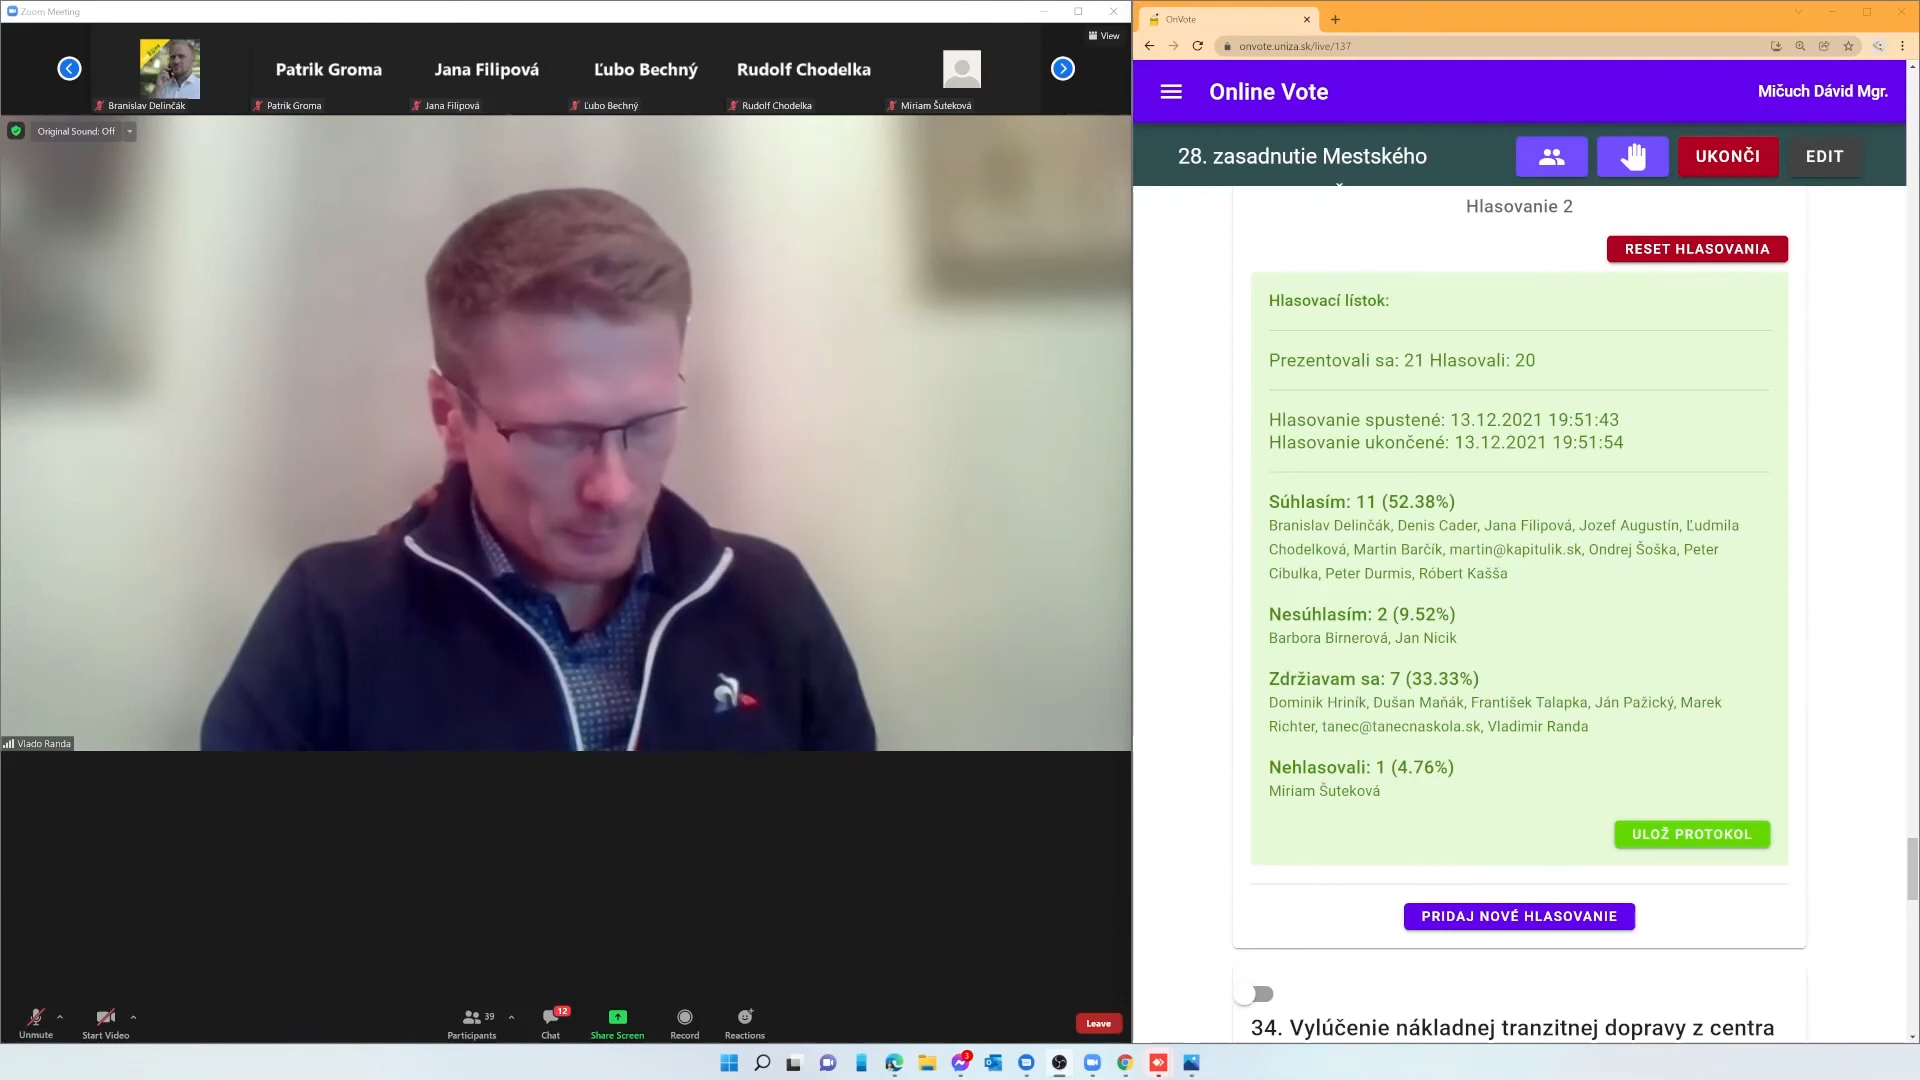 Zoom Meeting
View
Patrik Groma
Jana Filipová
Ľubo Bechný
Rudolf Chodelka
Branislav Delinčák
Patrik Groma
Jana Filipová
Ľubo Bechný
Rudolf Chodelka
Miriam Šuteková
Original Sound: Off
Vlado Randa
Unmute
Start Video
39
Participants
12
Chat
Share Screen
Record
Reactions
Leave
OnVote
onvote.uniza.sk/live/137
Online Vote
Mičuch Dávid Mgr.
28. zasadnutie Mestského
UKONČI
EDIT
Hlasovanie 2
RESET HLASOVANIA
Hlasovací lístok:
Prezentovali sa: 21 Hlasovali: 20
Hlasovanie spustené: 13.12.2021 19:51:43
Hlasovanie ukončené: 13.12.2021 19:51:54
Súhlasím: 11 (52.38%)
Branislav Delinčák, Denis Cader, Jana Filipová, Jozef Augustín, Ľudmila
Chodelková, Martin Barčík, martin@kapitulik.sk, Ondrej Šoška, Peter
Cibulka, Peter Durmis, Róbert Kašša
Nesúhlasím: 2 (9.52%)
Barbora Birnerová, Jan Nicik
Zdržiavam sa: 7 (33.33%)
Dominik Hriník, Dušan Maňák, František Talapka, Ján Pažický, Marek
Richter, tanec@tanecnaskola.sk, Vladimir Randa
Nehlasovali: 1 (4.76%)
Miriam Šuteková
ULOŽ PROTOKOL
PRIDAJ NOVÉ HLASOVANIE
34. Vylúčenie nákladnej tranzitnej dopravy z centra
3